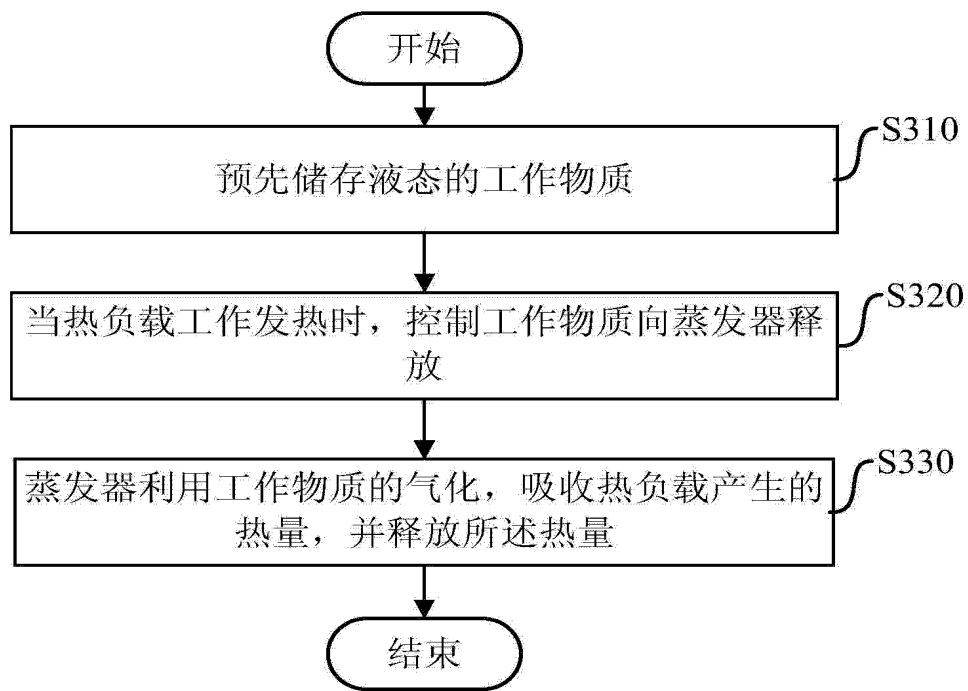 开始
S310
预先储存液态的工作物质
S320
当热负载工作发热时，控制工作物质向蒸发器释
放
S330
蒸发器利用工作物质的气化，吸收热负载产生的
热量，并释放所述热量
结束